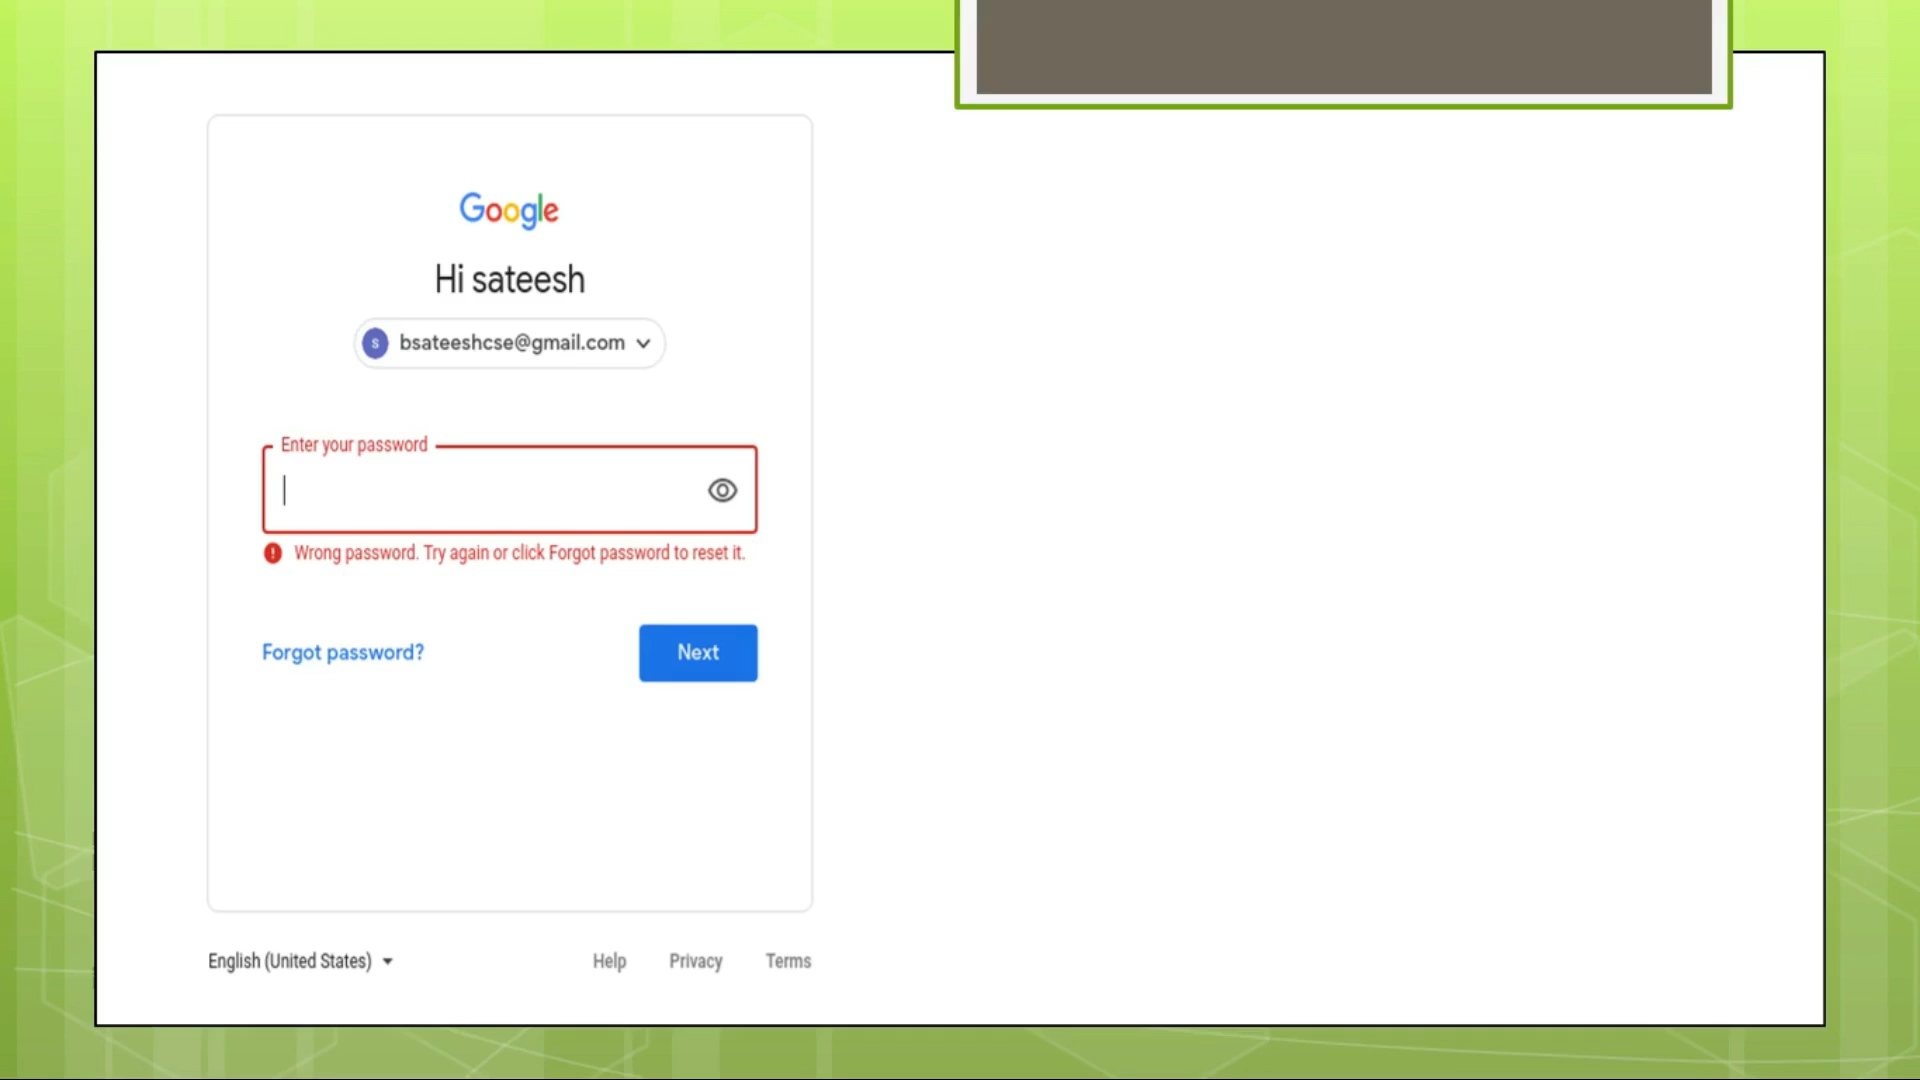 Google
Hi sateesh
s bsateeshcse@gmail.com
Enter your password
Wrong password. Try again or click Forgot password to reset it.
Forgot password? Next
English (United States) Help Privacy Terms